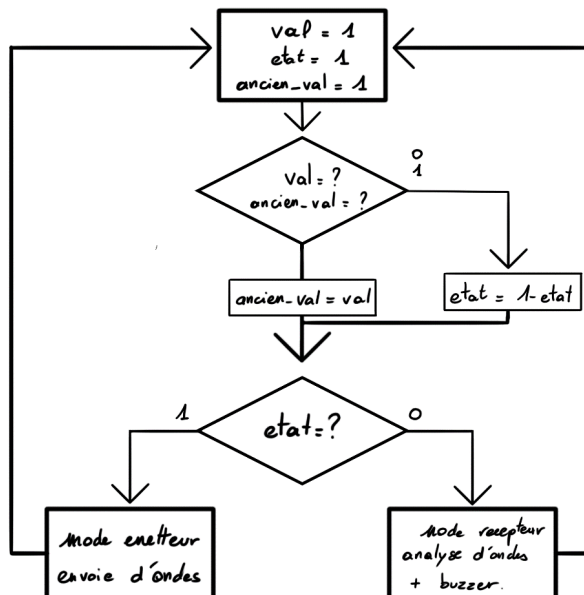 val = 1
etat = 1
ancien_val = 1
0
1
val = ?
ancien_val = ?
ancien_val = val
etat = 1-etat
1
etat = ?
0
Mode emetteur
envoie d'ondes
Mode recepteur
analyse d'ondes
+ buzzer.